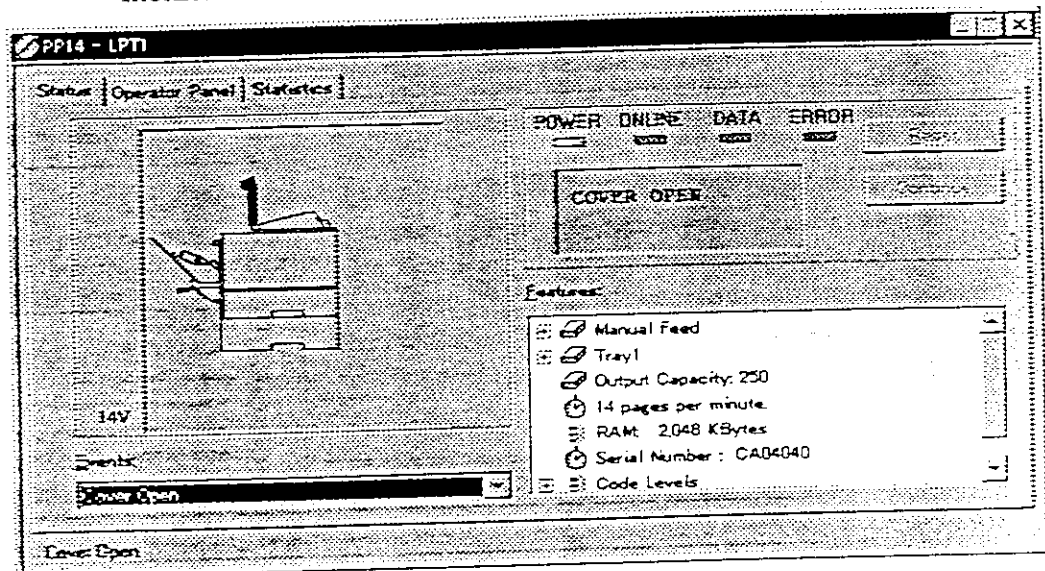 PP14 - LPT1
Status Operator Panel Statistics
POWER ONLINE DATA ERROR
COVER OPEN
Continue
Features:
Manual Feed
Tray1
Output Capacity: 250
14 pages per minute
RAM: 2,048 KBytes
Serial Number : CA04040
Code Levels
14V
Events:
Cover Open
Cover Open